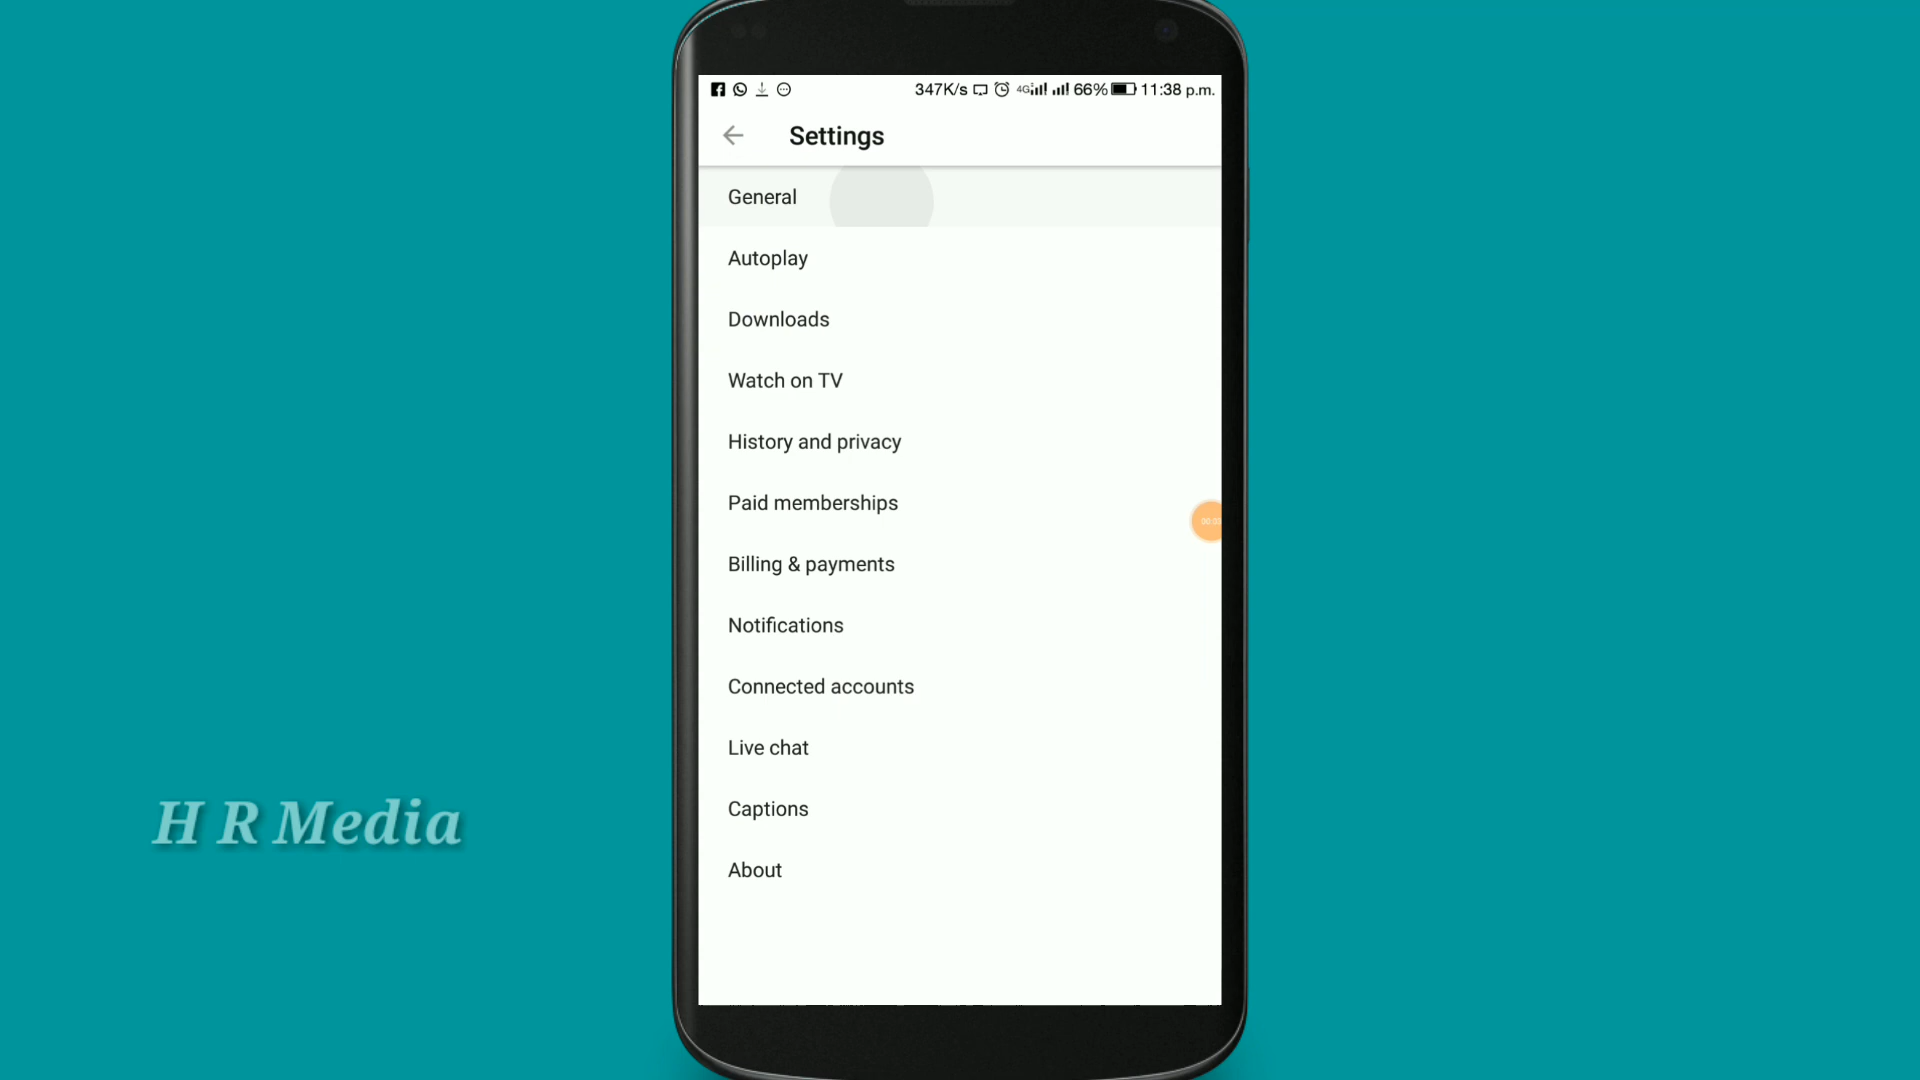 347K/s 4G 66% 11:38 p.m.
Settings
General
Autoplay
Downloads
Watch on TV
History and privacy
Paid memberships
Billing & payments
Notifications
Connected accounts
Live chat
Captions
About
H R Media